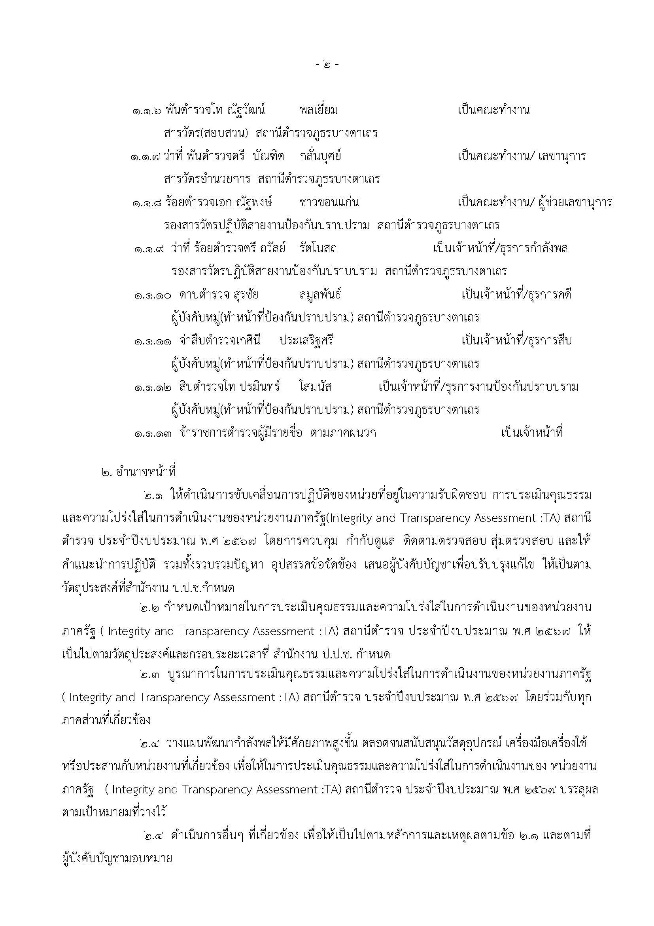 - ๒ -
๑.๑.๖ พันตำรวจโท ณัฐวัฒน์ พลเยี่ยม เป็นคณะทำงาน
สารวัตร(สอบสวน) สถานีตำรวจภูธรบางตาเถร
๑.๑.๗ ว่าที่ พันตำรวจตรี บัณฑิต กลั่นบุศย์ เป็นคณะทำงาน/ เลขานุการ
สารวัตรอำนวยการ สถานีตำรวจภูธรบางตาเถร
๑.๑.๘ ร้อยตำรวจเอก ณัฐพงษ์ ชาวขอนแก่น เป็นคณะทำงาน/ ผู้ช่วยเลขานุการ
รองสารวัตรปฏิบัติสายงานป้องกันปราบปราม สถานีตำรวจภูธรบางตาเถร
๑.๑.๙ ว่าที่ ร้อยตำรวจตรี ถวัลย์ เป็นเจ้าหน้าที่/ธุรการกำลังพล
รองสารวัตรปฏิบัติสายงานป้องกันปราบปราม สถานีตำรวจภูธรบางตาเถร
๑.๑.๑๐ ดาบตำรวจ สุรชัย ลมูลพันธ์ เป็นเจ้าหน้าที่/ธุรการคดี
ผู้บังคับหมู่(ทำหน้าที่ป้องกันปราบปราม) สถานีตำรวจภูธรบางตาเถร
๑.๑.๑๑ จ่าสิบตำรวจเกศินี ประเสริฐศรี เป็นเจ้าหน้าที่/ธุรการสืบ
ผู้บังคับหมู่(ทำหน้าที่ป้องกันปราบปราม) สถานีตำรวจภูธรบางตาเถร
๑.๑.๑๒ สิบตำรวจโท ปรมินทร์ โสมนัส เป็นเจ้าหน้าที่/ธุรการงานป้องกันปราบปราม
ผู้บังคับหมู่(ทำหน้าที่ป้องกันปราบปราม) สถานีตำรวจภูธรบางตาเถร
๑.๑.๑๓ ข้าราชการตำรวจผู้มีรายชื่อ ตามภาคผนวก เป็นเจ้าหน้าที่
๒. อำนาจหน้าที่
๒.๑ ให้ดำเนินการขับเคลื่อนการปฏิบัติของหน่วยที่อยู่ในความรับผิดชอบ การประเมินคุณธรรม
และความโปร่งใสในการดำเนินงานของหน่วยงานภาครัฐ(Integrity and Transparency Assessment :ITA) สถานี
ตำรวจ ประจำปีงบประมาณ พ.ศ ๒๕๖๗ โดยการควบคุม กำกับดูแล ติดตามตรวจสอบ สุ่มตรวจสอบ และให้
คำแนะนำการปฏิบัติ รวมทั้งรวบรวมปัญหา อุปสรรคข้อขัดข้อง เสนอผู้บังคับบัญชาเพื่อปรับปรุงแก้ไข ให้เป็นตาม
วัตถุประสงค์ที่สำนักงาน ป.ป.ช.กำหนด
๒.๒ กำหนดเป้าหมายในการประเมินคุณธรรมและความโปร่งใสในการดำเนินงานของหน่วยงาน
ภาครัฐ ( Integrity and Transparency Assessment :ITA) สถานีตำรวจ ประจำปีงบประมาณ พ.ศ ๒๕๖๗ ให้
เป็นไปตามวัตถุประสงค์และกรอบระยะเวลาที่ สำนักงาน ป.ป.ช. กำหนด
๒.๓ บูรณาการในการประเมินคุณธรรมและความโปร่งใสในการดำเนินงานของหน่วยงานภาครัฐ
( Integrity and Transparency Assessment :ITA) สถานีตำรวจ ประจำปีงบประมาณ พ.ศ ๒๕๖๗ โดยร่วมกับทุก
ภาคส่วนที่เกี่ยวข้อง
๒.๔ วางแผนพัฒนากำลังพลให้มีศักยภาพสูงขึ้น ตลอดจนสนับสนุนวัสดุอุปกรณ์ เครื่องมือเครื่องใช้
หรือประสานกับหน่วยงานที่เกี่ยวข้อง เพื่อให้ในการประเมินคุณธรรมและความโปร่งใสในการดำเนินงานของ หน่วยงาน
ภาครัฐ ( Integrity and Transparency Assessment :ITA) สถานีตำรวจ ประจำปีงบประมาณ พ.ศ ๒๕๖๗ บรรลุผล
ตามเป้าหมายที่วางไว้
๒.๕ ดำเนินการอื่นๆ ที่เกี่ยวข้อง เพื่อให้เป็นไปตามหลักการและเหตุผลตามข้อ ๒.๑ และตามที่
ผู้บังคับบัญชามอบหมาย